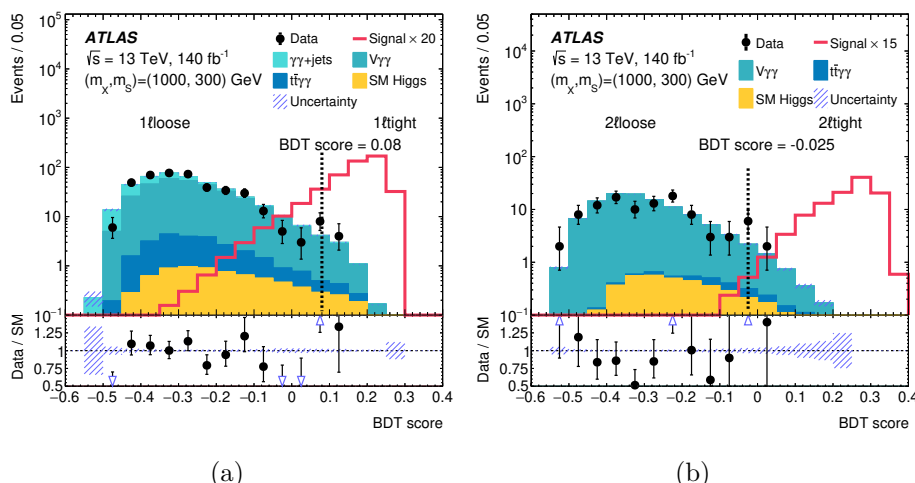 ATLAS
√s = 13 TeV, 140 fb⁻¹
(m_X,m_S)=(1000, 300) GeV
Data
Signal × 20
γγ+jets
Vγγ
tt̄γγ
SM Higgs
Uncertainty
1ℓloose
1ℓtight
BDT score = 0.08
Events / 0.05
10⁵
10⁴
10³
10²
10
1
10⁻¹
Data / SM
1.25
1
0.75
0.5
−0.6 −0.5 −0.4 −0.3 −0.2 −0.1 0 0.1 0.2 0.3 0.4
BDT score
(a)
ATLAS
√s = 13 TeV, 140 fb⁻¹
(m_X,m_S)=(1000, 300) GeV
Data
Signal × 15
Vγγ
tt̄γγ
SM Higgs
Uncertainty
2ℓloose
2ℓtight
BDT score = -0.025
Events / 0.05
10⁴
10³
10²
10
1
10⁻¹
Data / SM
1.25
1
0.75
0.5
−0.6 −0.5 −0.4 −0.3 −0.2 −0.1 0 0.1 0.2 0.3 0.4
BDT score
(b)